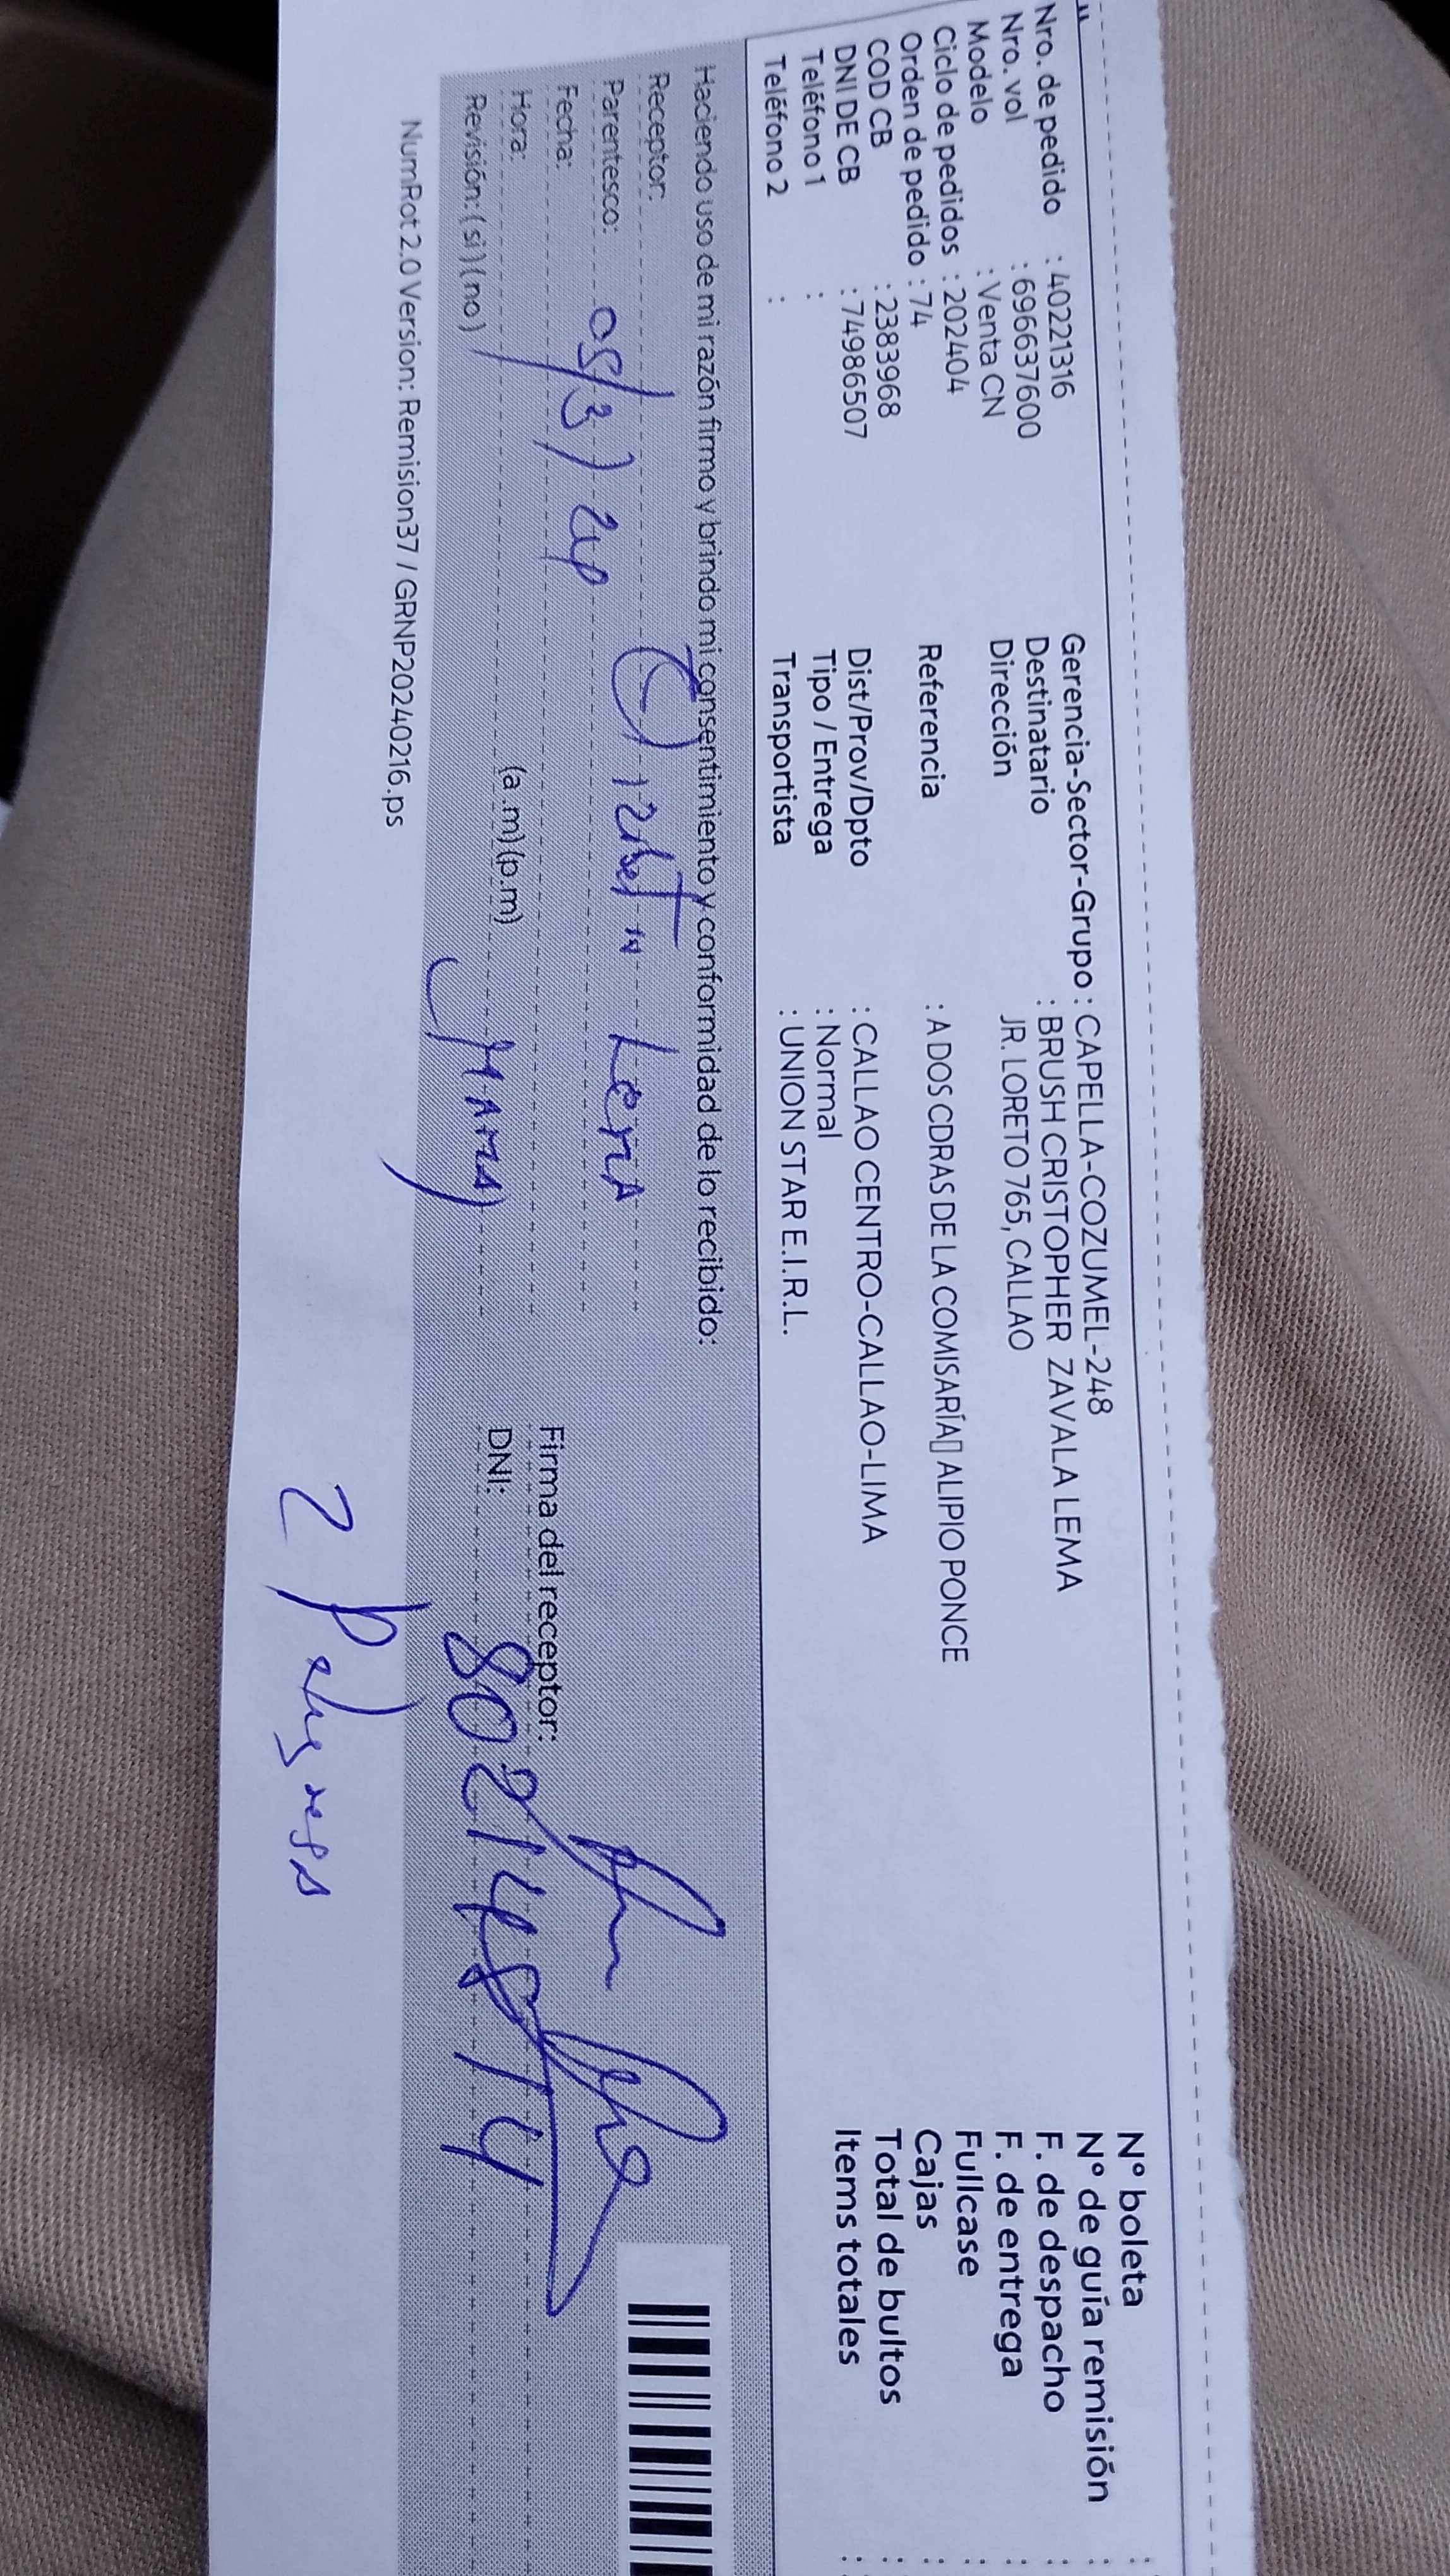 Nro. de pedido : 40221316
Nro. vol : 696637600
Modelo : Venta CN
Ciclo de pedidos : 202404
Orden de pedido : 74
COD CB : 2383968
DNI DE CB : 74986507
Teléfono 1 :
Teléfono 2 :
Gerencia-Sector-Grupo : CAPELLA-COZUMEL-248
Destinatario : BRUSH CRISTOPHER ZAVALA LEMA
Dirección JR. LORETO 765, CALLAO
Referencia : A DOS CDRAS DE LA COMISARÍA▯ ALIPIO PONCE
Dist/Prov/Dpto : CALLAO CENTRO-CALLAO-LIMA
Tipo / Entrega : Normal
Transportista : UNION STAR E.I.R.L.
N° boleta :
N° de guía remisión :
F. de despacho :
F. de entrega :
Fullcase :
Cajas :
Total de bultos :
Items totales :
Haciendo uso de mi razón firmo y brindo mi consentimiento y conformidad de lo recibido:
Receptor: Lema
Parentesco:
Fecha: 05/3/24
Hora: (a.m) (p.m)
Revisión: (si) (no)
(MAMA)
Firma del receptor:
DNI:
NumRot 2.0 Version: Remision37 / GRNP20240216.ps
2